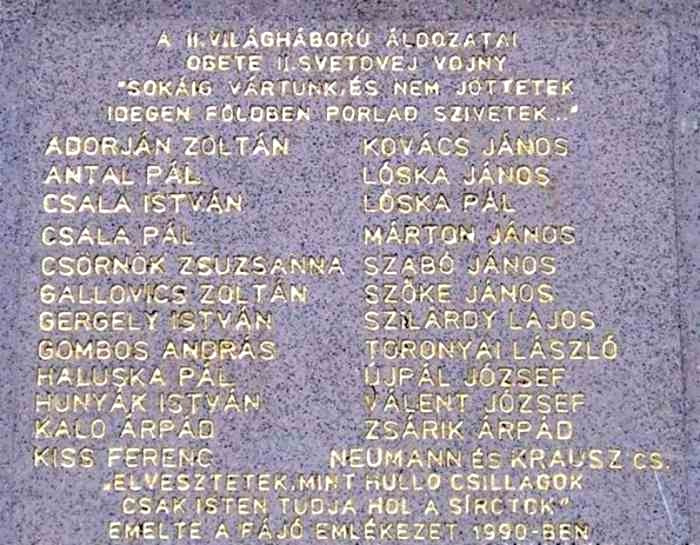 A II. VILÁGHÁBORÚ ÁLDOZATAI
OBETE II. SVETOVEJ VOJNY
"SOKÁIG VÁRTUNK, ÉS NEM JÖTTETEK
IDEGEN FÖLDBEN PORLAD SZIVETEK..."
ADORJÁN ZOLTÁN
ANTAL PÁL
CSALA ISTVÁN
CSALA PÁL
CSÖRNÖK ZSUZSANNA
GALLOVICS ZOLTÁN
GERGELY ISTVÁN
GOMBOS ANDRÁS
HALUSKA PÁL
HUNYÁK ISTVÁN
KALO ÁRPÁD
KISS FERENC
KOVÁCS JÁNOS
LÓSKA JÁNOS
LÓSKA PÁL
MÁRTON JÁNOS
SZABÓ JÁNOS
SZŐKE JÁNOS
SZILÁRDY LAJOS
TORONYAI LÁSZLÓ
ÚJPÁL JÓZSEF
VÁLENT JÓZSEF
ZSÁRIK ÁRPÁD
NEUMANN ÉS KRAUSZ CS.
„ELVESZTETEK, MINT HULLÓ CSILLAGOK
CSAK ISTEN TUDJA HOL A SÍROTOK"
EMELTE A FÁJÓ EMLÉKEZET 1990-BEN